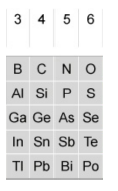 3 4 5 6
B C N O
Al Si P S
Ga Ge As Se
In Sn Sb Te
Tl Pb Bi Po